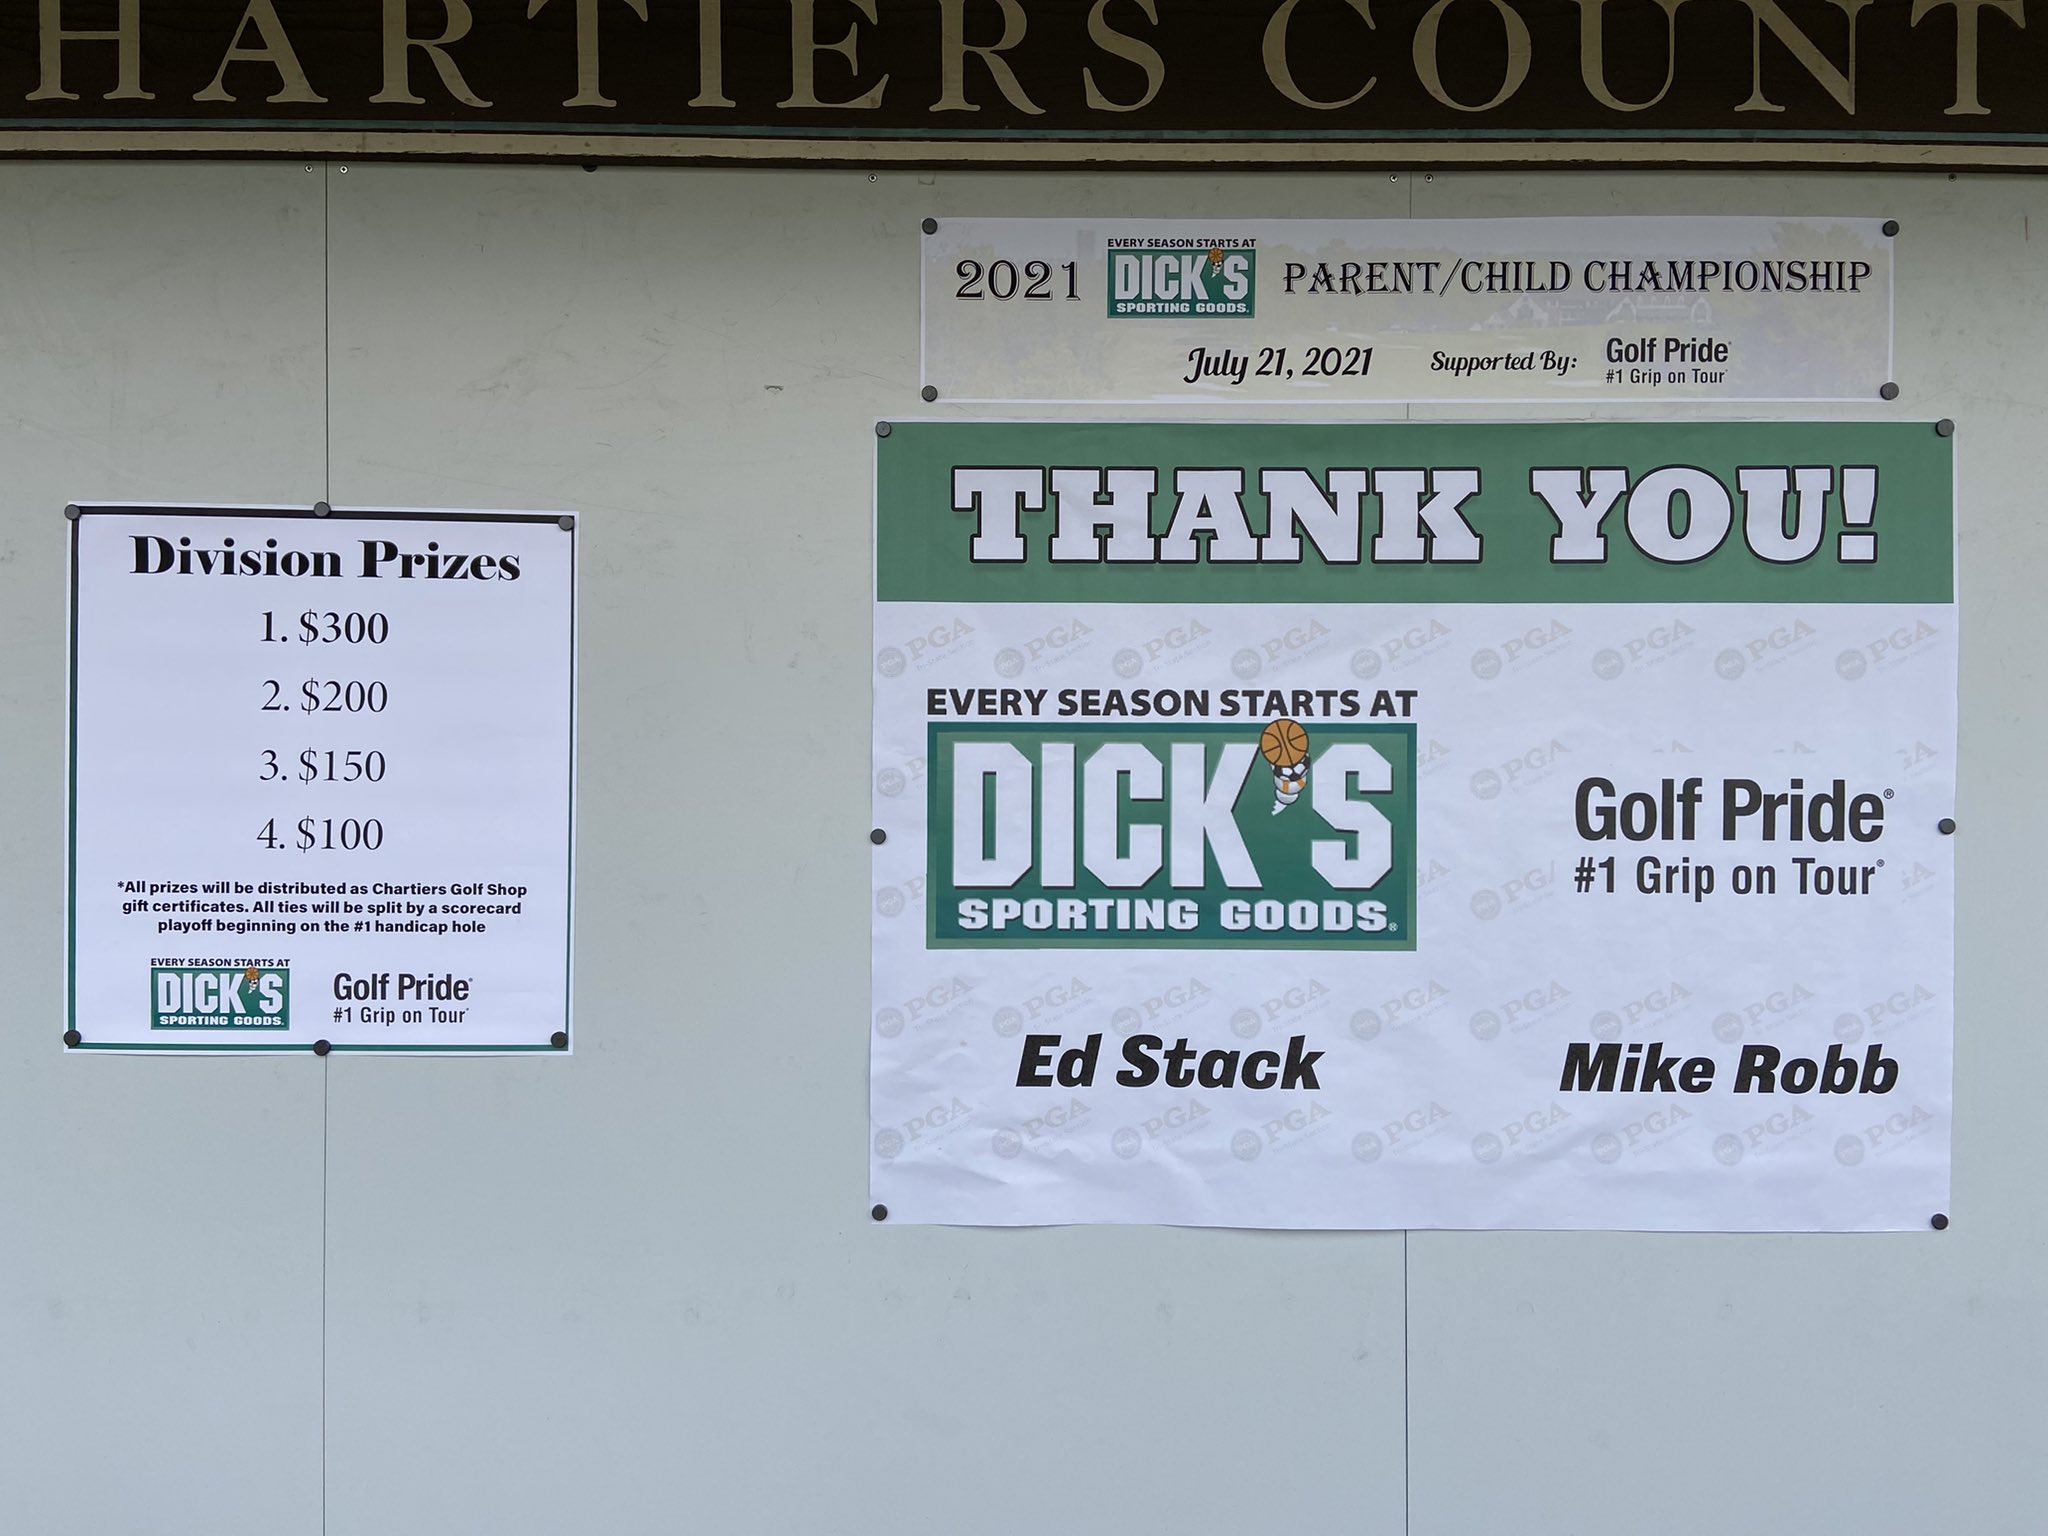 HARTIERS COUNT
2021 EVERY SEASON STARTS AT DICK'S SPORTING GOODS. PARENT/CHILD CHAMPIONSHIP
July 21, 2021 Supported By: Golf Pride #1 Grip on Tour
Division Prizes
1. $300
2. $200
3. $150
4. $100
*All prizes will be distributed as Chartiers Golf Shop
gift certificates. All ties will be split by a scorecard
playoff beginning on the #1 handicap hole
EVERY SEASON STARTS AT
DICK'S
SPORTING GOODS.
Golf Pride®
#1 Grip on Tour®
THANK YOU!
EVERY SEASON STARTS AT
DICK'S
SPORTING GOODS®
Golf Pride®
#1 Grip on Tour®
Ed Stack
Mike Robb
PGA
Tri-State Section